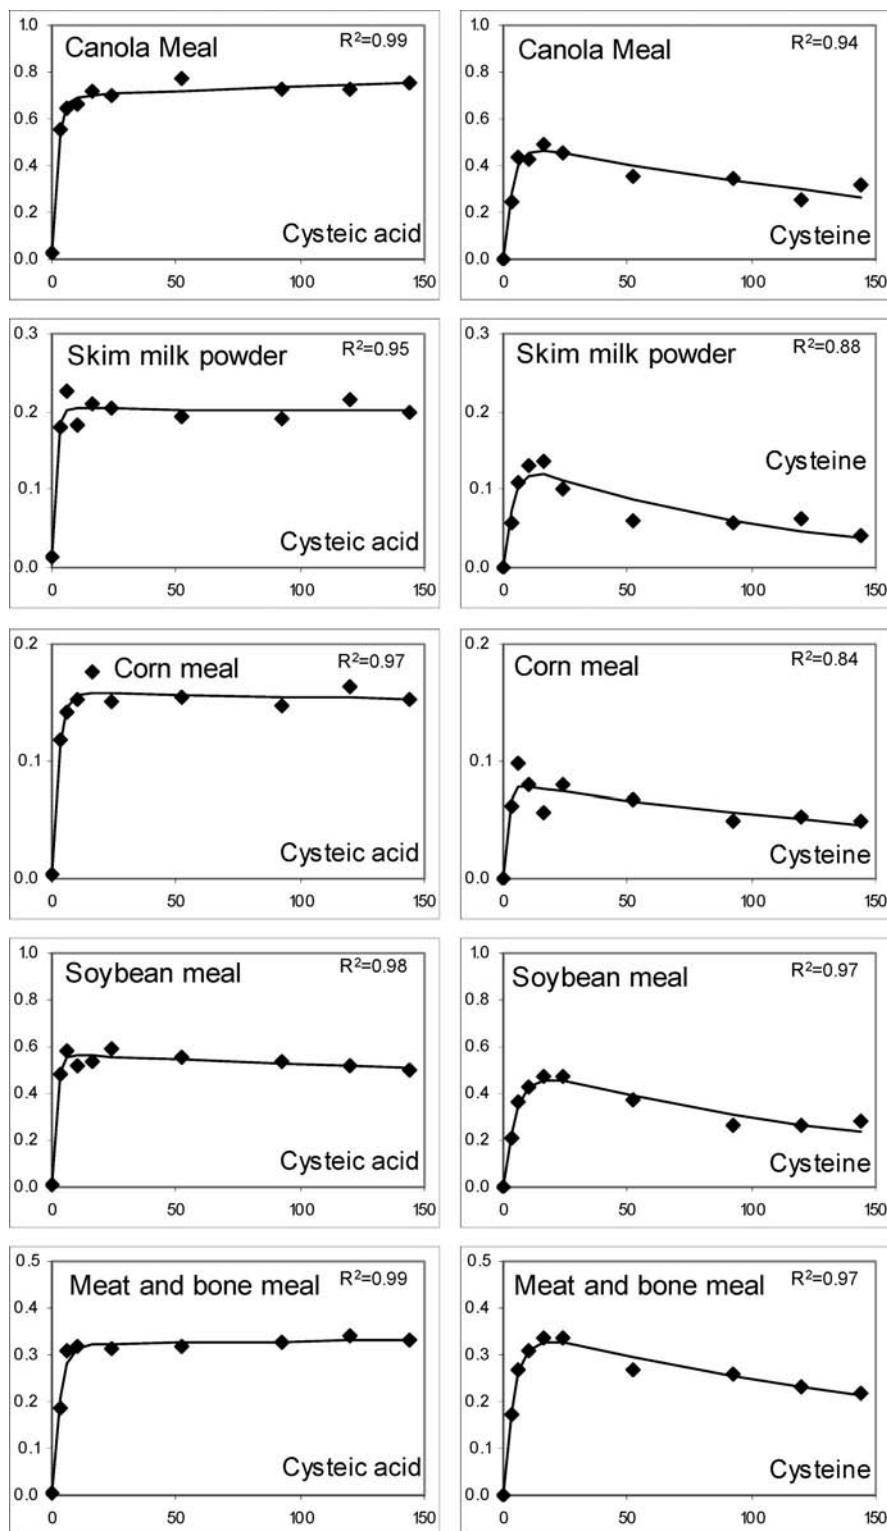 1.0
Canola Meal
R²=0.99
0.8
0.6
0.4
0.2
Cysteic acid
0.0
0 50 100 150
1.0
Canola Meal
R²=0.94
0.8
0.6
0.4
0.2
Cysteine
0.0
0 50 100 150
0.3
Skim milk powder
R²=0.95
0.2
0.1
Cysteic acid
0.0
0 50 100 150
0.3
Skim milk powder
R²=0.88
0.2
Cysteine
0.1
0.0
0 50 100 150
0.2
Corn meal
R²=0.97
0.1
Cysteic acid
0.0
0 50 100 150
0.2
Corn meal
R²=0.84
0.1
Cysteine
0.0
0 50 100 150
1.0
Soybean meal
R²=0.98
0.8
0.6
0.4
0.2
Cysteic acid
0.0
0 50 100 150
1.0
Soybean meal
R²=0.97
0.8
0.6
0.4
0.2
Cysteine
0.0
0 50 100 150
0.5
Meat and bone meal
R²=0.99
0.4
0.3
0.2
0.1
Cysteic acid
0.0
0 50 100 150
0.5
Meat and bone meal
R²=0.97
0.4
0.3
0.2
0.1
Cysteine
0.0
0 50 100 150